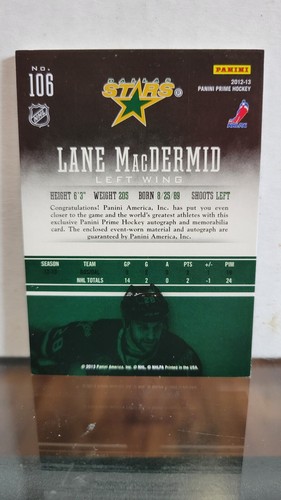 No.
106
DALLAS
STARS
PANINI
2012-13
PANINI PRIME HOCKEY
NHL
NHLPA
LANE MACDERMID
LEFT WING
HEIGHT 6'3" WEIGHT 205 BORN 8/25/89 SHOOTS LEFT
Congratulations! Panini America, Inc. has put you even
closer to the game and the world's greatest athletes with this
exclusive Panini Prime Hockey autograph and memorabilia
card. The enclosed event-worn material and autograph are
guaranteed by Panini America, Inc.
SEASON TEAM GP G A PTS +/- PIM
NHL TOTALS 14 2 0 2 -1 24
© 2013 Panini America, Inc. © NHL, © NHLPA Printed in the USA.